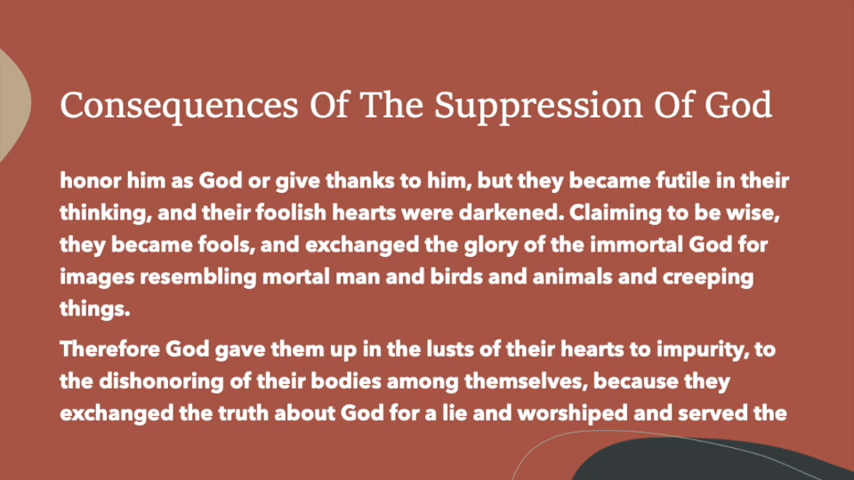 Consequences Of The Suppression Of God
honor him as God or give thanks to him, but they became futile in their
thinking, and their foolish hearts were darkened. Claiming to be wise,
they became fools, and exchanged the glory of the immortal God for
images resembling mortal man and birds and animals and creeping
things.
Therefore God gave them up in the lusts of their hearts to impurity, to
the dishonoring of their bodies among themselves, because they
exchanged the truth about God for a lie and worshiped and served the